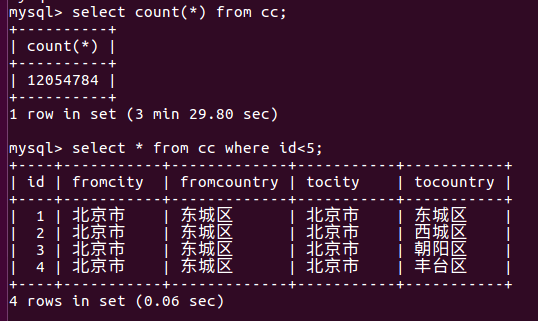 mysql> select count(*) from cc;
+----------+
| count(*) |
+----------+
| 12054784 |
+----------+
1 row in set (3 min 29.80 sec)
mysql> select * from cc where id<5;
+----+-----------+-------------+-----------+-----------+
| id | fromcity  | fromcountry | tocity    | tocountry |
+----+-----------+-------------+-----------+-----------+
|  1 | 北京市    | 东城区      | 北京市    | 东城区    |
|  2 | 北京市    | 东城区      | 北京市    | 西城区    |
|  3 | 北京市    | 东城区      | 北京市    | 朝阳区    |
|  4 | 北京市    | 东城区      | 北京市    | 丰台区    |
+----+-----------+-------------+-----------+-----------+
4 rows in set (0.06 sec)